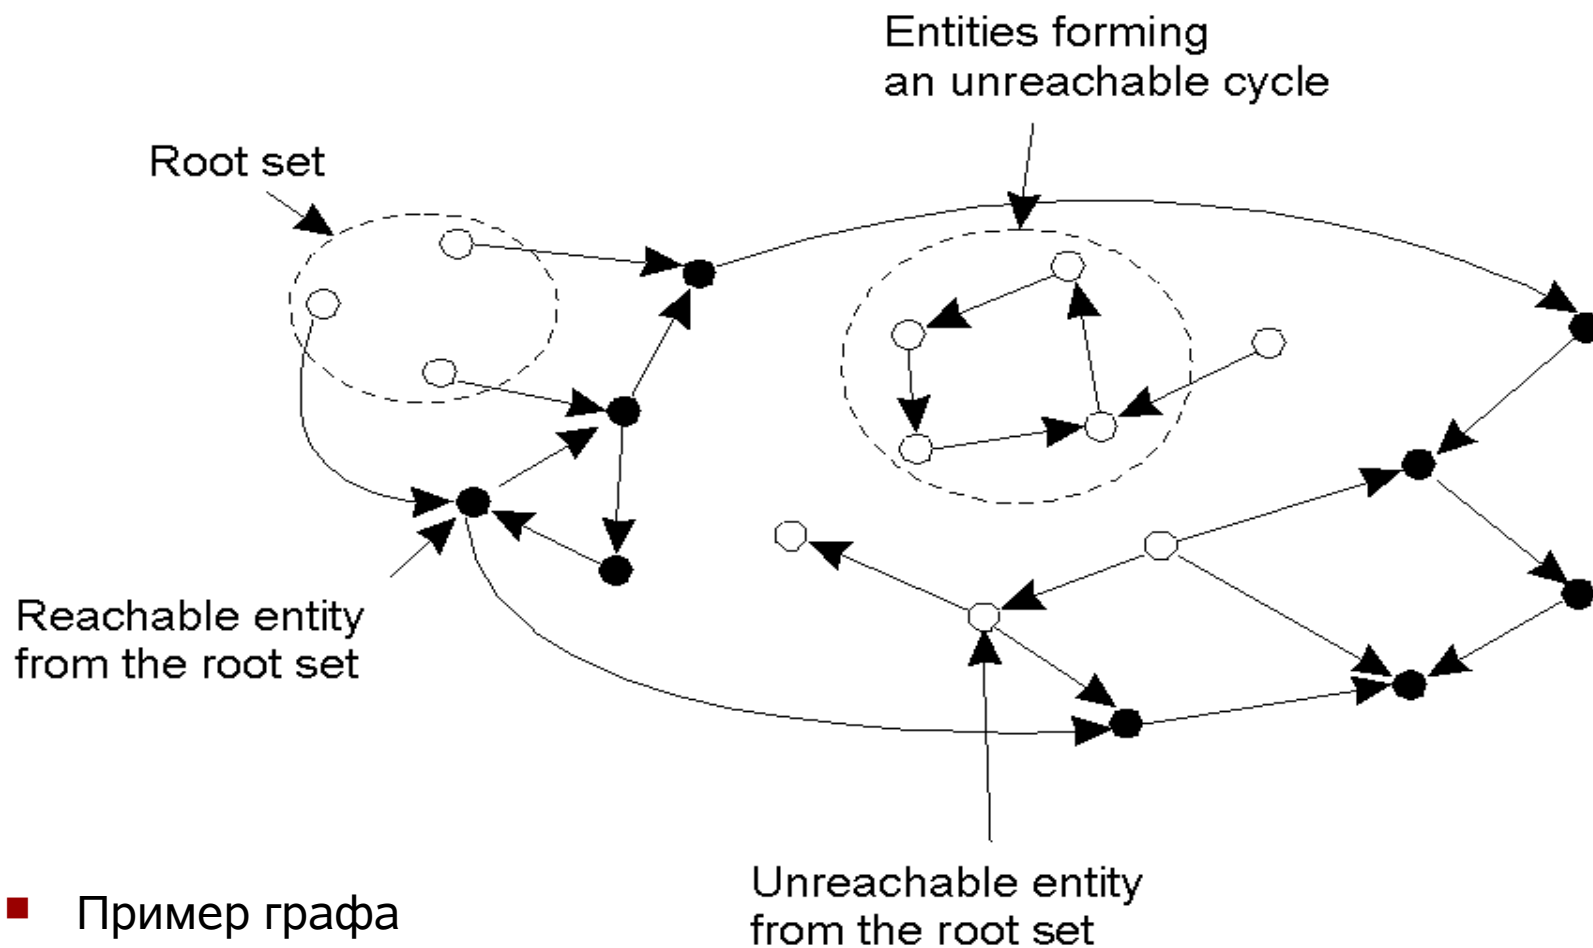 Entities forming
an unreachable cycle
Root set
Reachable entity
from the root set
Unreachable entity
from the root set
Пример графа